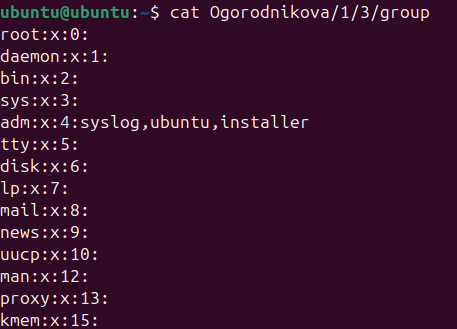 ubuntu@ubuntu:~$ cat Ogorodnikova/1/3/group
root:x:0:
daemon:x:1:
bin:x:2:
sys:x:3:
adm:x:4:syslog,ubuntu,installer
tty:x:5:
disk:x:6:
lp:x:7:
mail:x:8:
news:x:9:
uucp:x:10:
man:x:12:
proxy:x:13:
kmem:x:15: